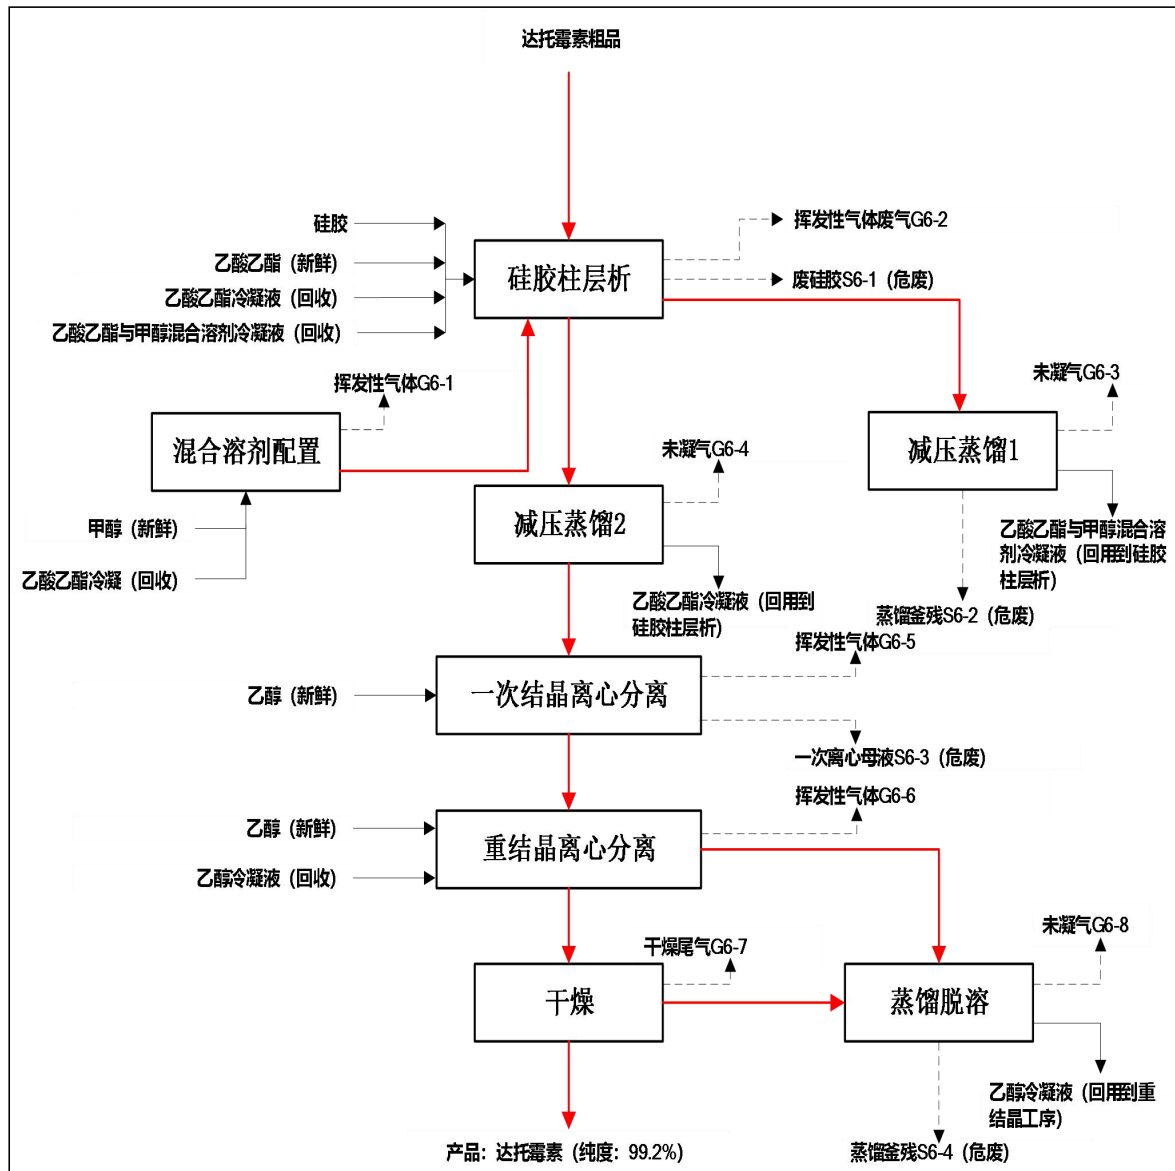 达托霉素粗品
硅胶
乙酸乙酯（新鲜）
乙酸乙酯冷凝液（回收）
乙酸乙酯与甲醇混合溶剂冷凝液（回收）
硅胶柱层析
挥发性气体废气G6-2
废硅胶S6-1（危废）
挥发性气体G6-1
混合溶剂配置
甲醇（新鲜）
乙酸乙酯冷凝（回收）
未凝气G6-3
减压蒸馏1
乙酸乙酯与甲醇混合溶
剂冷凝液（回用到硅胶
柱层析）
蒸馏釜残S6-2（危废）
未凝气G6-4
减压蒸馏2
乙酸乙酯冷凝液（回用到
硅胶柱层析）
挥发性气体G6-5
乙醇（新鲜）
一次结晶离心分离
一次离心母液S6-3（危废）
挥发性气体G6-6
乙醇（新鲜）
乙醇冷凝液（回收）
重结晶离心分离
干燥尾气G6-7
干燥
未凝气G6-8
蒸馏脱溶
乙醇冷凝液（回用到重
结晶工序）
蒸馏釜残S6-4（危废）
产品：达托霉素（纯度：99.2%）